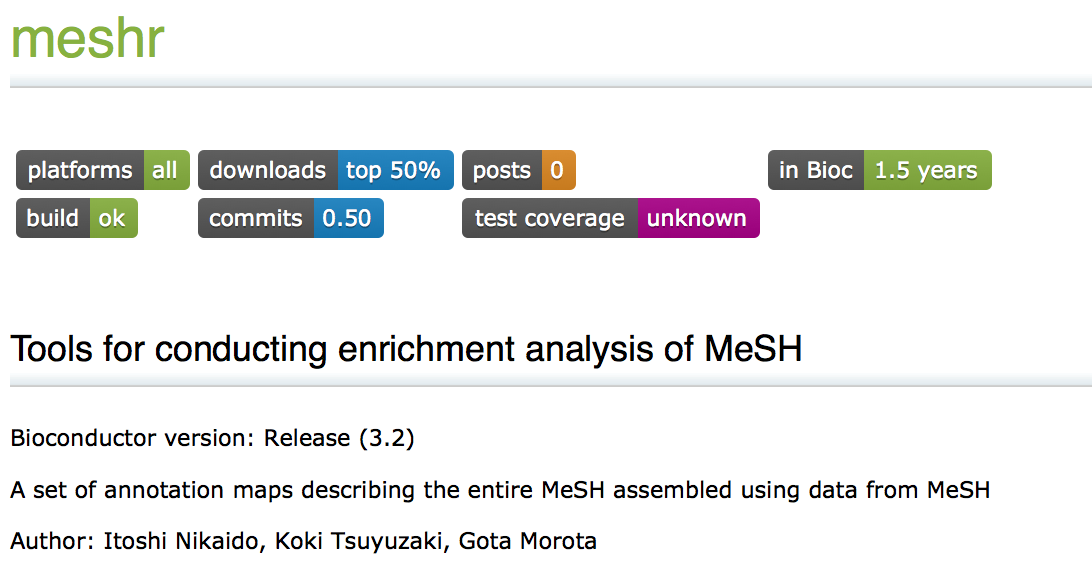 meshr
platforms all downloads top 50% posts 0 in Bioc 1.5 years
build ok commits 0.50 test coverage unknown
Tools for conducting enrichment analysis of MeSH
Bioconductor version: Release (3.2)
A set of annotation maps describing the entire MeSH assembled using data from MeSH
Author: Itoshi Nikaido, Koki Tsuyuzaki, Gota Morota